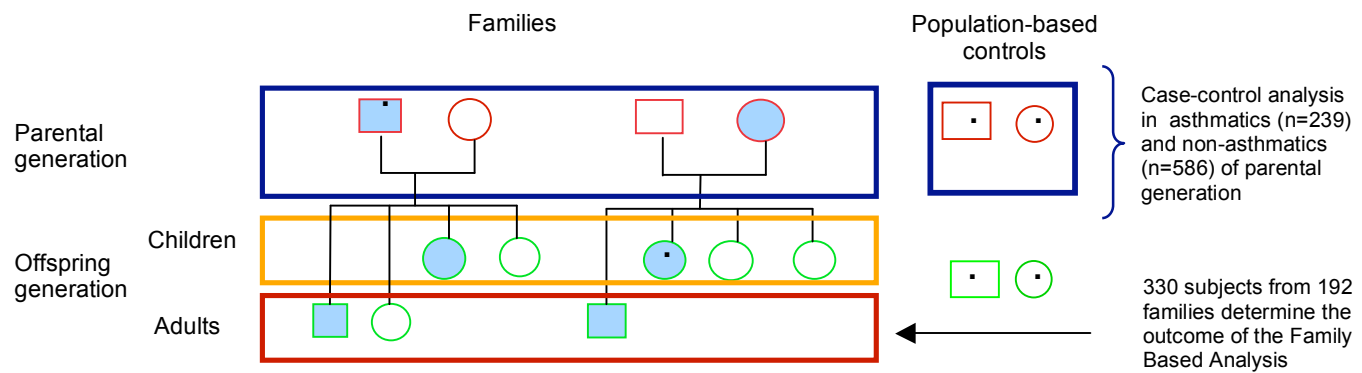 Families
Population-based
controls
Parental
generation
Case-control analysis
in  asthmatics (n=239)
and non-asthmatics
(n=586) of parental
generation
Children
Offspring
generation
Adults
330 subjects from 192
families determine the
outcome of the Family
Based Analysis